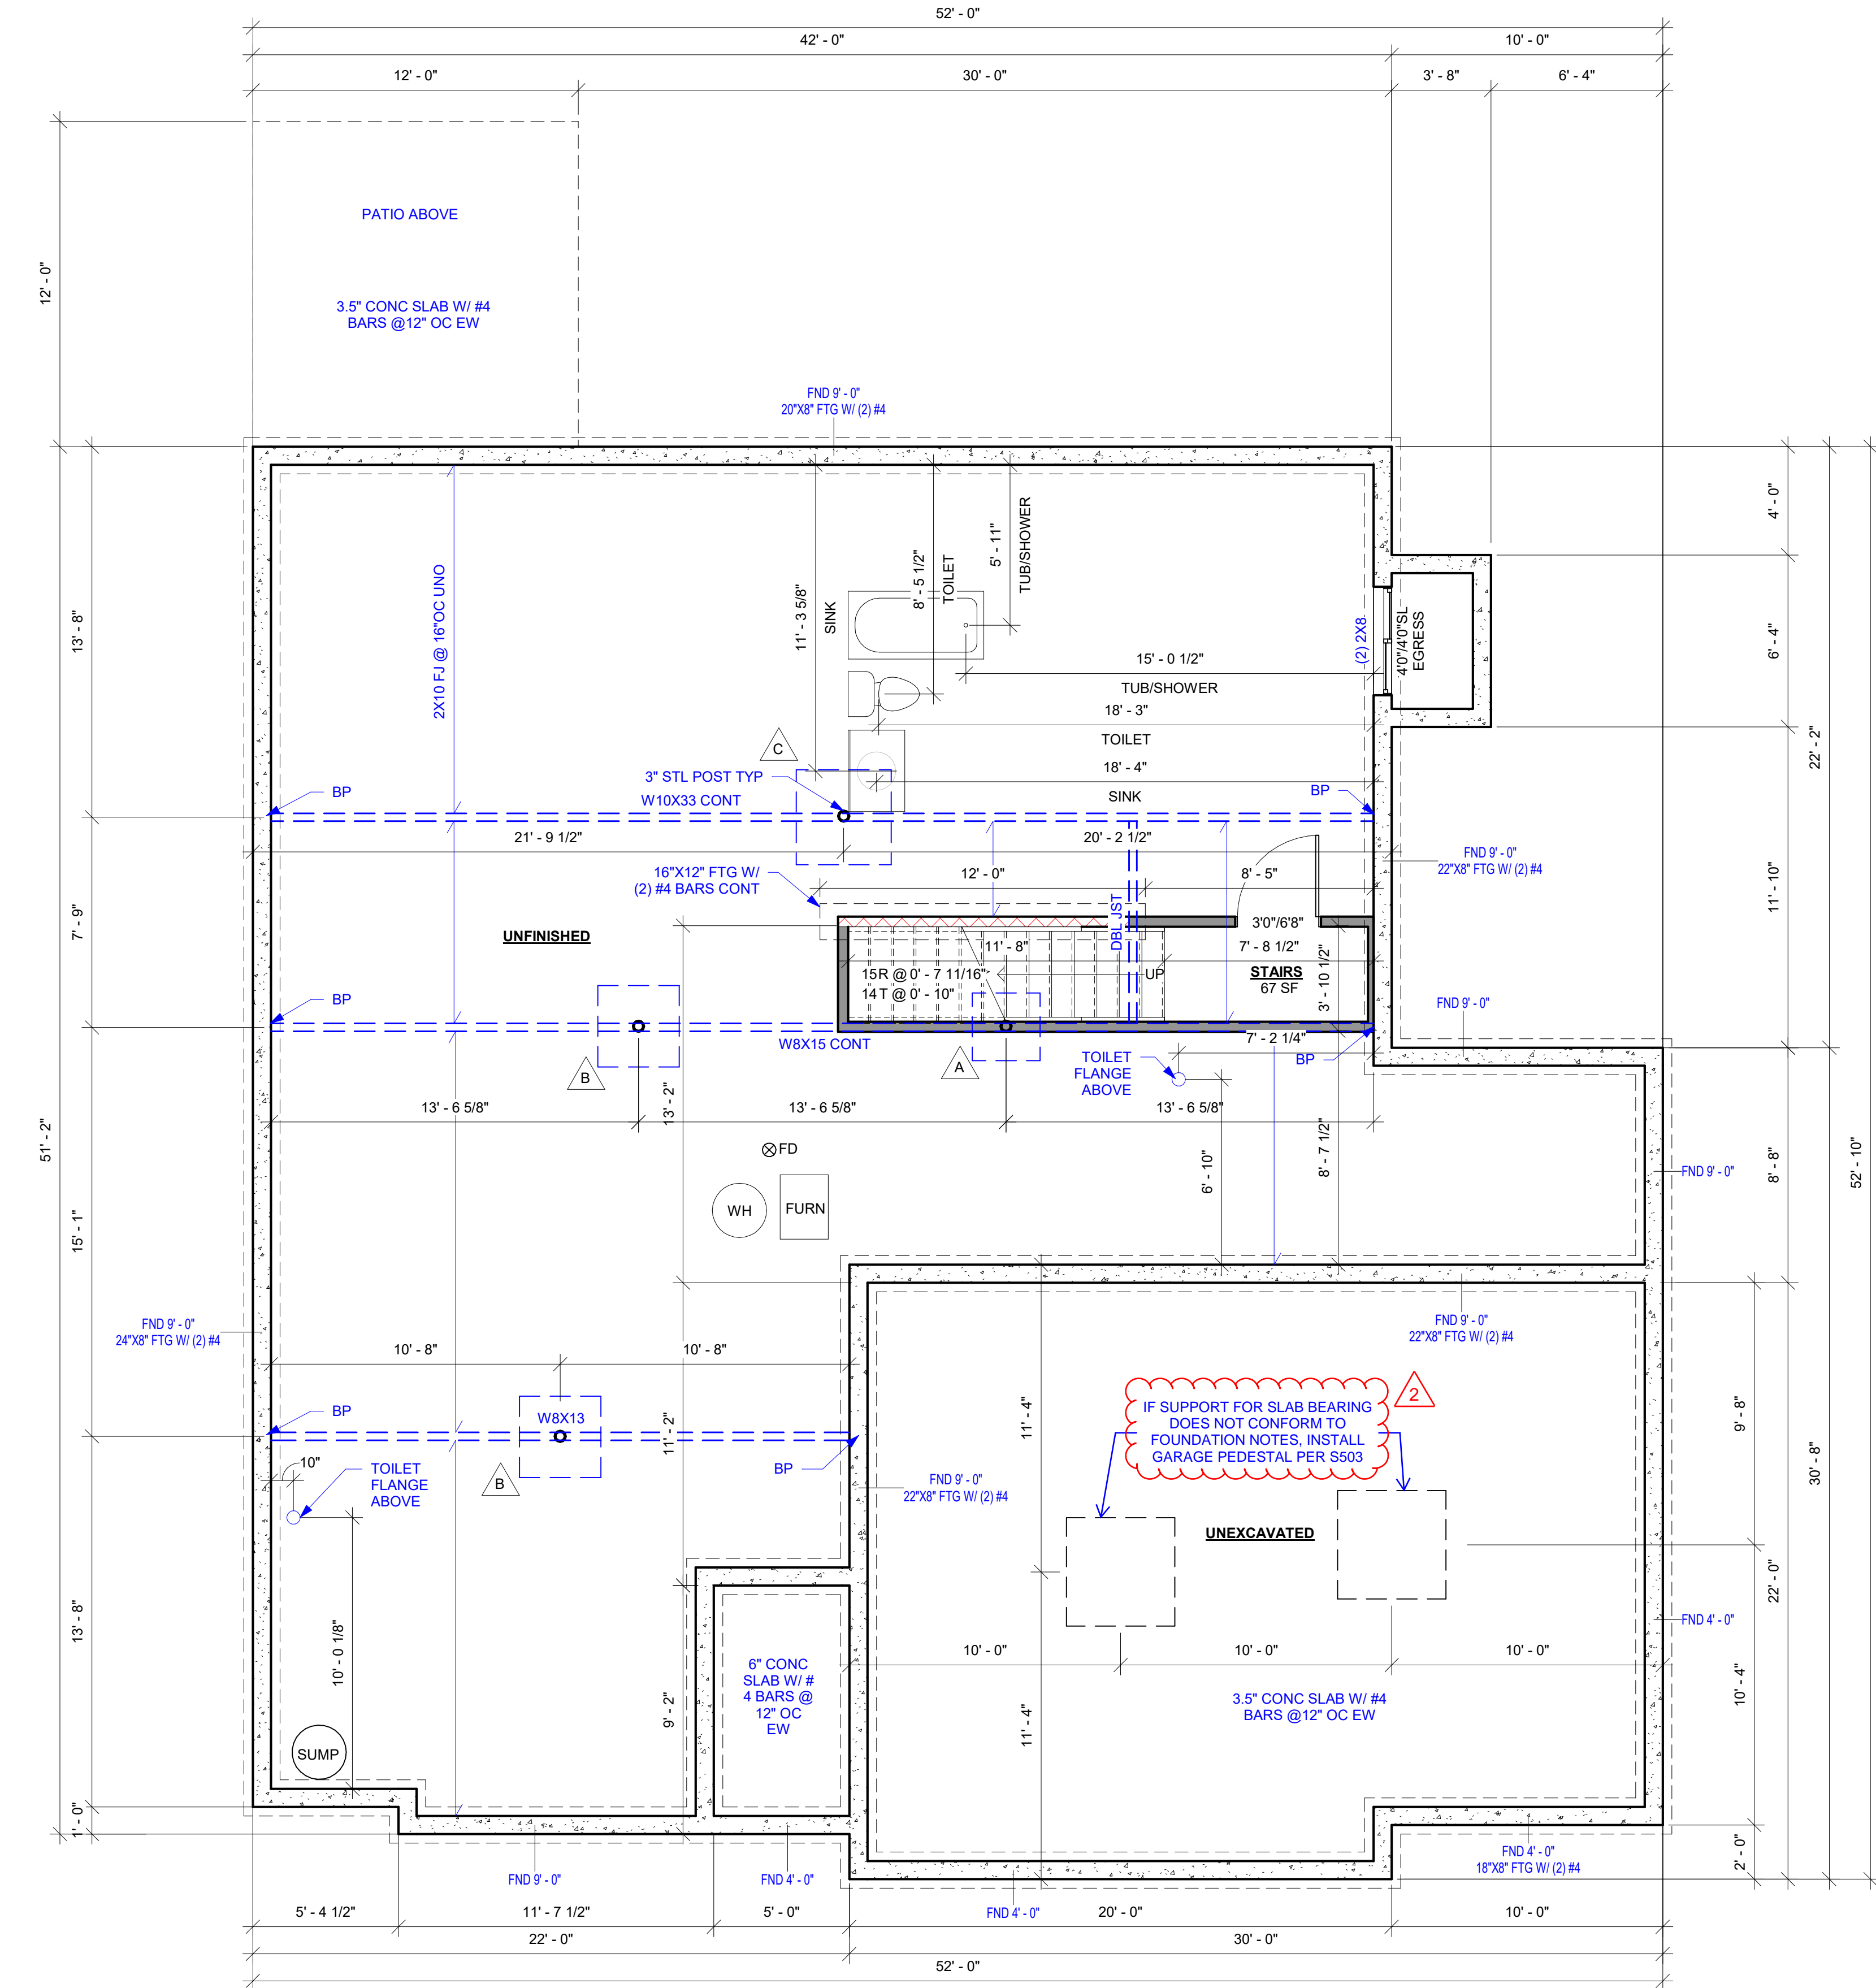 52' - 0"
42' - 0"
10' - 0"
12' - 0"
30' - 0"
3' - 8"
6' - 4"
12' - 0"
PATIO ABOVE
3.5" CONC SLAB W/ #4
BARS @12" OC EW
FND 9' - 0"
20"X8" FTG W/ (2) #4
13' - 8"
2X10 FJ @ 16"OC UNO
11' - 3 5/8"
SINK
8' - 5 1/2"
TOILET
5' - 11"
TUB/SHOWER
15' - 0 1/2"
TUB/SHOWER
18' - 3"
TOILET
18' - 4"
SINK
(2) 2X8
4'0"/4'0"SL
EGRESS
4' - 0"
6' - 4"
22' - 2"
11' - 10"
C
3" STL POST TYP
W10X33 CONT
BP
BP
21' - 9 1/2"
20' - 2 1/2"
16"X12" FTG W/
(2) #4 BARS CONT
12' - 0"
8' - 5"
FND 9' - 0"
22"X8" FTG W/ (2) #4
7' - 9"
UNFINISHED
DBL JST
3'0"/6'8"
11' - 8"
7' - 8 1/2"
15R @ 0' - 7 11/16"
14T @ 0' - 10"
UP
STAIRS
67 SF
3' - 10 1/2"
FND 9' - 0"
BP
W8X15 CONT
B
A
TOILET
FLANGE
ABOVE
7' - 2 1/4"
BP
13' - 2"
13' - 6 5/8"
13' - 6 5/8"
13' - 6 5/8"
FD
WH
FURN
6' - 10"
8' - 7 1/2"
8' - 8"
52' - 10"
51' - 2"
FND 9' - 0"
15' - 1"
FND 9' - 0"
24"X8" FTG W/ (2) #4
10' - 8"
10' - 8"
FND 9' - 0"
22"X8" FTG W/ (2) #4
BP
W8X13
B
BP
11' - 2"
11' - 4"
2
IF SUPPORT FOR SLAB BEARING
DOES NOT CONFORM TO
FOUNDATION NOTES, INSTALL
GARAGE PEDESTAL PER S503
9' - 8"
30' - 8"
10"
TOILET
FLANGE
ABOVE
FND 9' - 0"
22"X8" FTG W/ (2) #4
UNEXCAVATED
22' - 0"
13' - 8"
10' - 0 1/8"
FND 4' - 0"
10' - 0"
10' - 0"
10' - 0"
6" CONC
SLAB W/ #
4 BARS @
12" OC
EW
9' - 2"
11' - 4"
3.5" CONC SLAB W/ #4
BARS @12" OC EW
10' - 4"
SUMP
1' - 0"
2' - 0"
FND 9' - 0"
FND 4' - 0"
FND 4' - 0"
18"X8" FTG W/ (2) #4
FND 4' - 0"
5' - 4 1/2"
11' - 7 1/2"
5' - 0"
20' - 0"
10' - 0"
22' - 0"
30' - 0"
52' - 0"